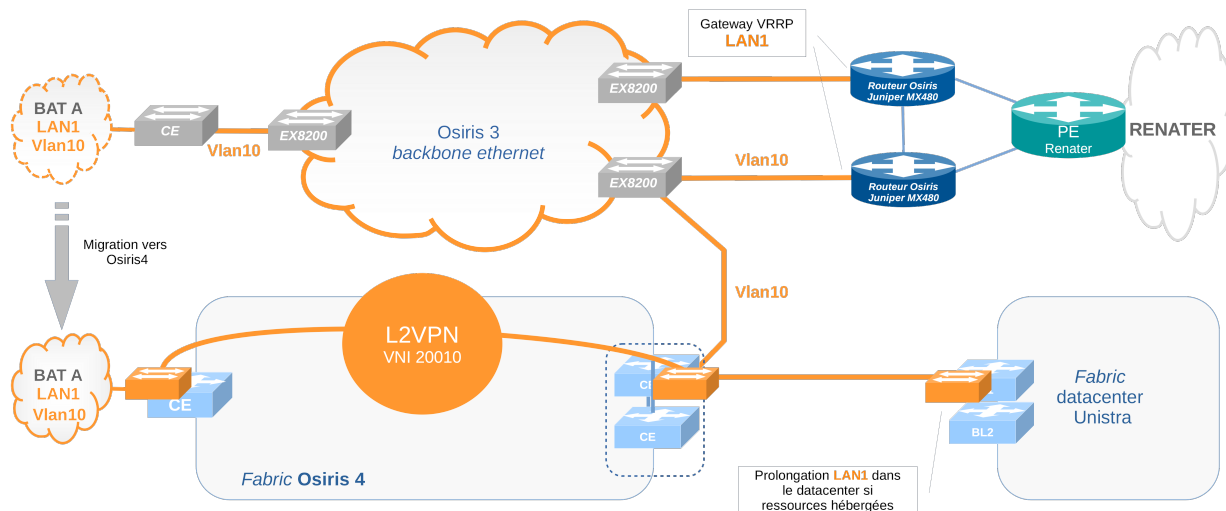 Gateway VRRP
LAN1
BAT A
LAN1
Vlan10
CE
Vlan10
EX8200
Osiris 3
backbone ethernet
EX8200
EX8200
Vlan10
Routeur Osiris
Juniper MX480
Routeur Osiris
Juniper MX480
PE
Renater
RENATER
Migration vers
Osiris4
Vlan10
BAT A
LAN1
Vlan10
CE
L2VPN
VNI 20010
CE
Fabric Osiris 4
BL2
Fabric
datacenter
Unistra
Prolongation LAN1 dans
le datacenter si
ressources hébergées